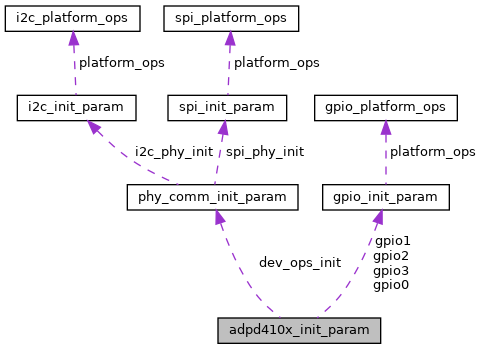 i2c_platform_ops
spi_platform_ops
platform_ops
platform_ops
i2c_init_param
spi_init_param
gpio_platform_ops
i2c_phy_init
spi_phy_init
platform_ops
phy_comm_init_param
gpio_init_param
dev_ops_init
gpio1
gpio2
gpio3
gpio0
adpd410x_init_param